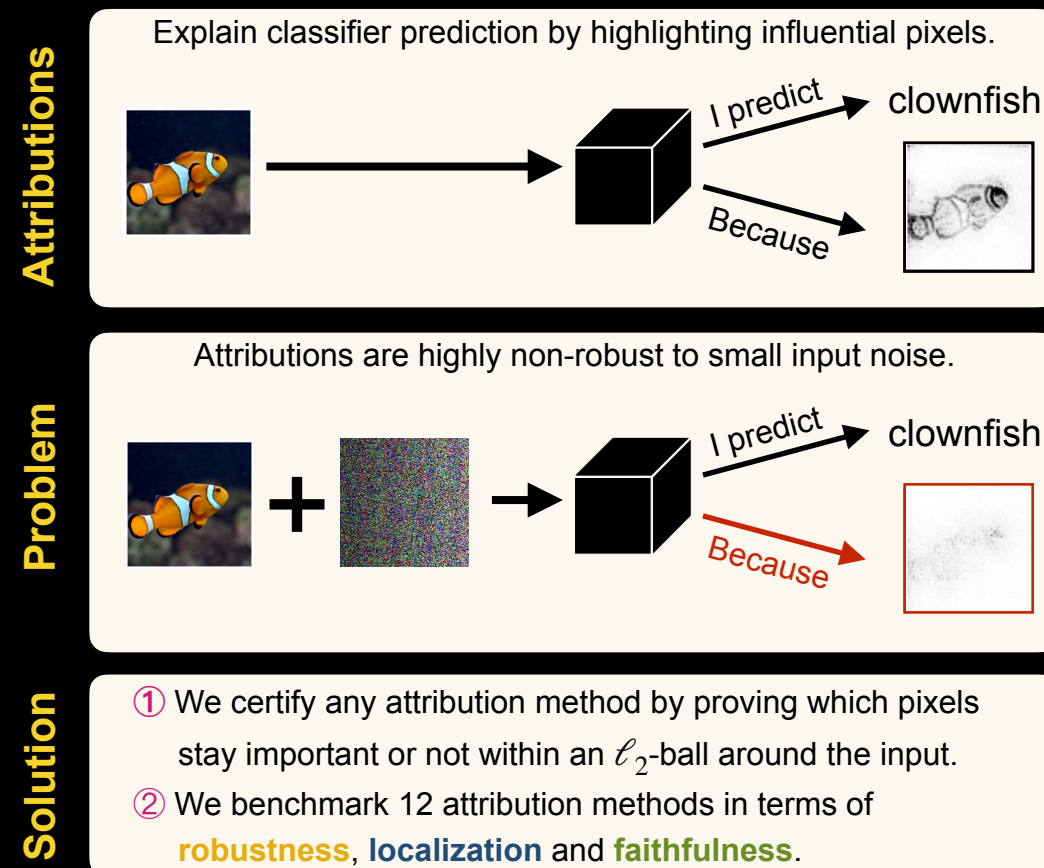 Attributions
Explain classifier prediction by highlighting influential pixels.
I predict
clownfish
Because
Problem
Attributions are highly non-robust to small input noise.
+
I predict
clownfish
Because
Solution
① We certify any attribution method by proving which pixels
stay important or not within an ℓ₂-ball around the input.
② We benchmark 12 attribution methods in terms of
robustness, localization and faithfulness.